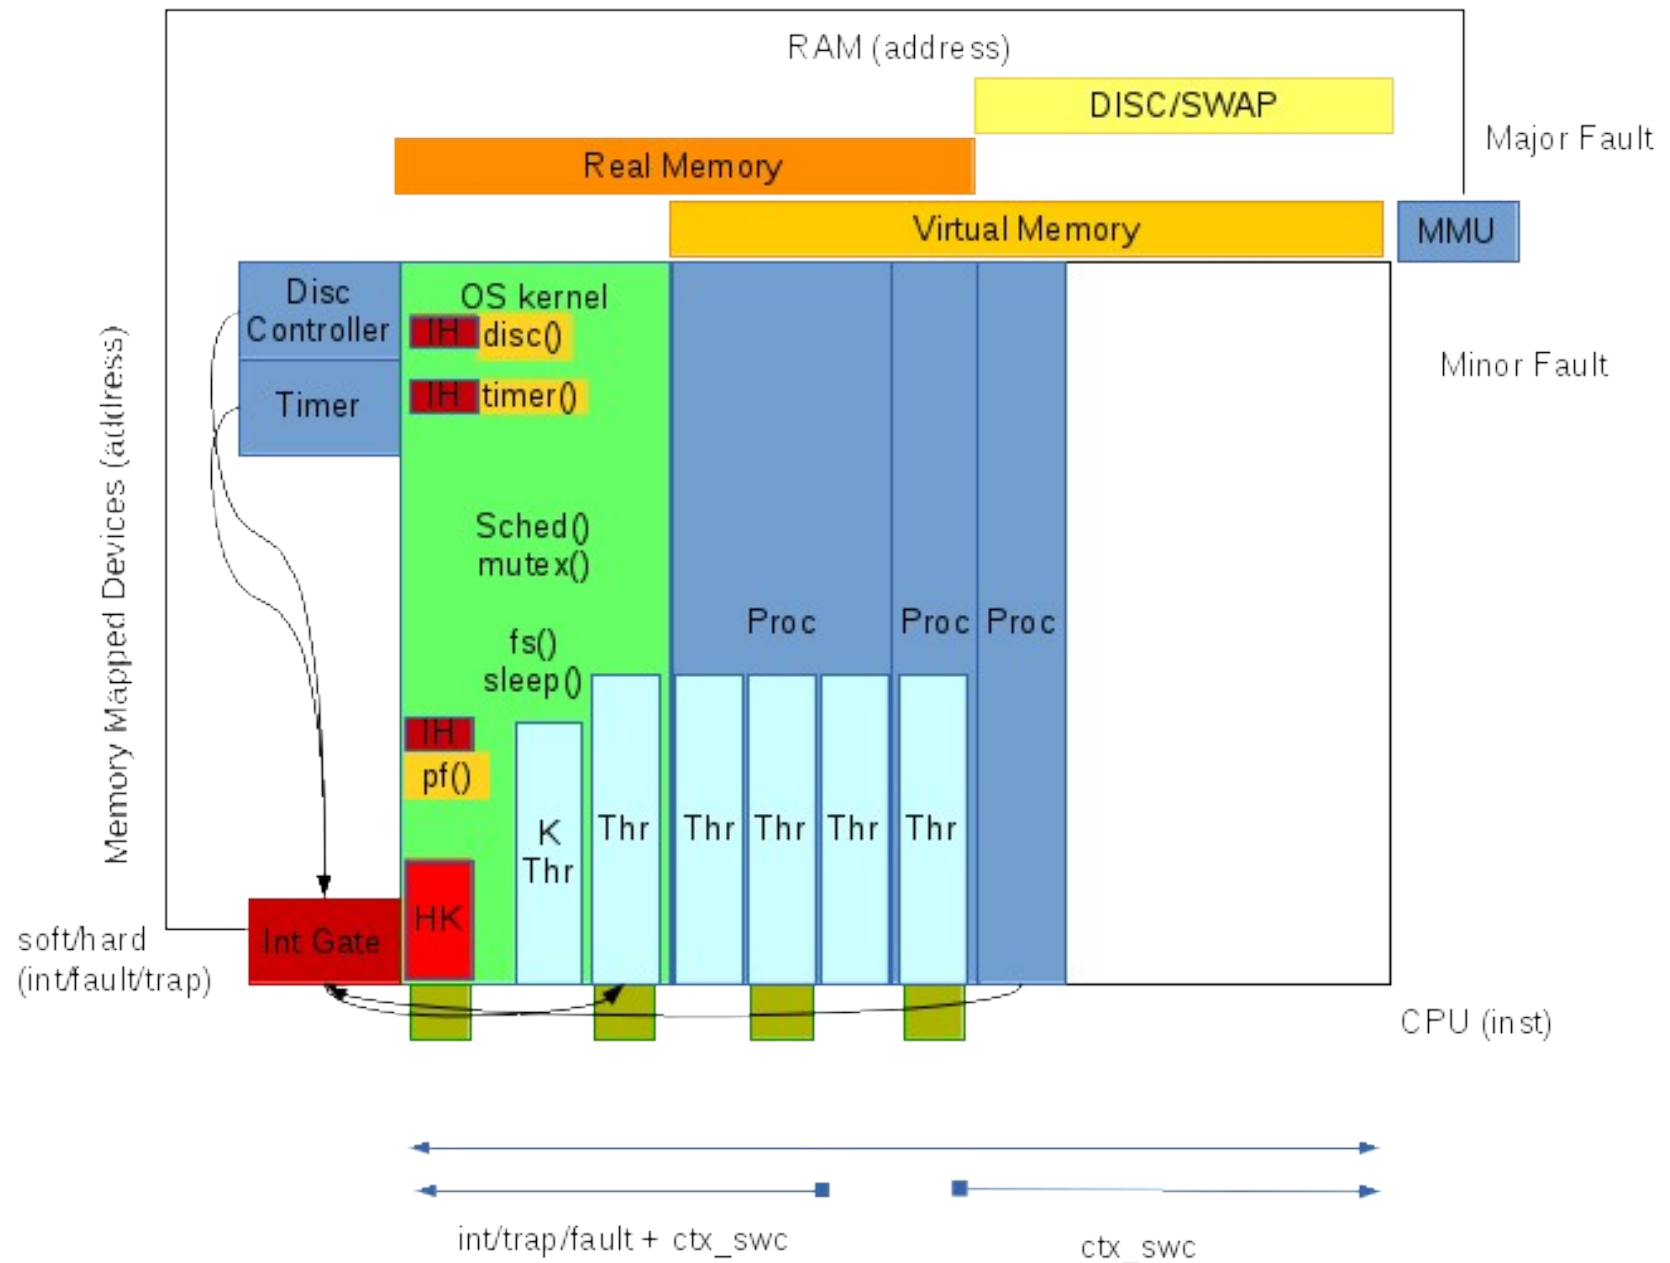 RAM (address)
DISC/SWAP
Major Fault
Real Memory
Virtual Memory
MMU
Disc
Controller
OS kernel
IH disc()
Minor Fault
Timer
IH timer()
Memory Mapped Devices (address)
Sched()
mutex()
Proc
Proc
Proc
fs()
sleep()
IH
pf()
K
Thr
Thr
Thr
Thr
Thr
Thr
HK
Int Gate
soft/hard
(int/fault/trap)
CPU (inst)
int/trap/fault + ctx_swc
ctx_swc